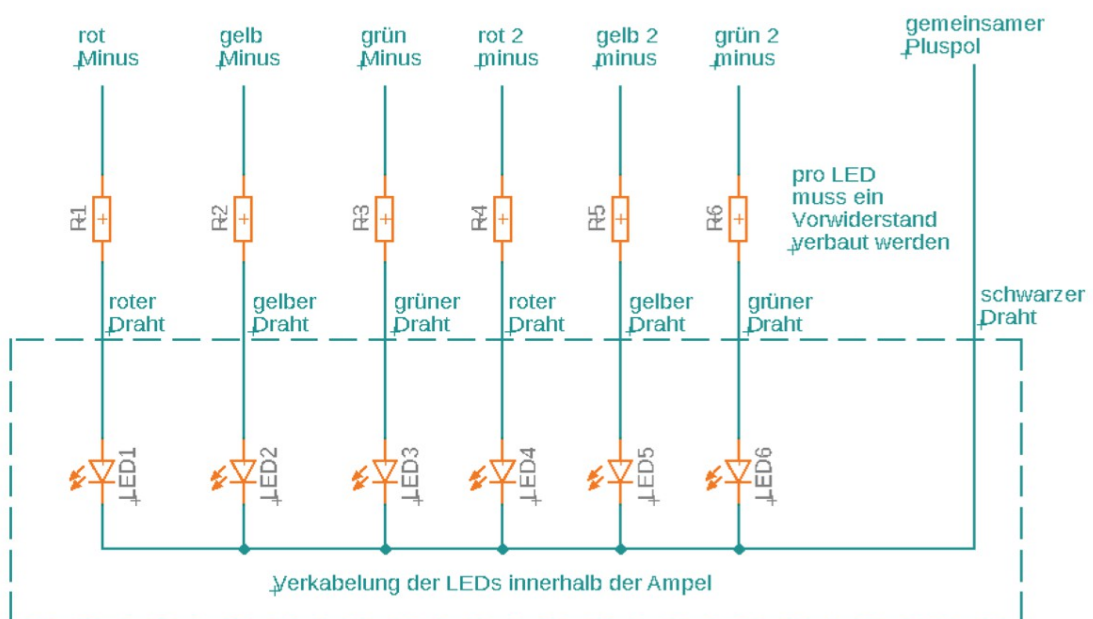 rot
Minus
gelb
Minus
grün
Minus
rot 2
minus
gelb 2
minus
grün 2
minus
gemeinsamer
Pluspol
R1
R2
R3
R4
R5
R6
pro LED
muss ein
Vorwiderstand
verbaut werden
roter
Draht
gelber
Draht
grüner
Draht
roter
Draht
gelber
Draht
grüner
Draht
schwarzer
Draht
LED1
LED2
LED3
LED4
LED5
LED6
Verkabelung der LEDs innerhalb der Ampel